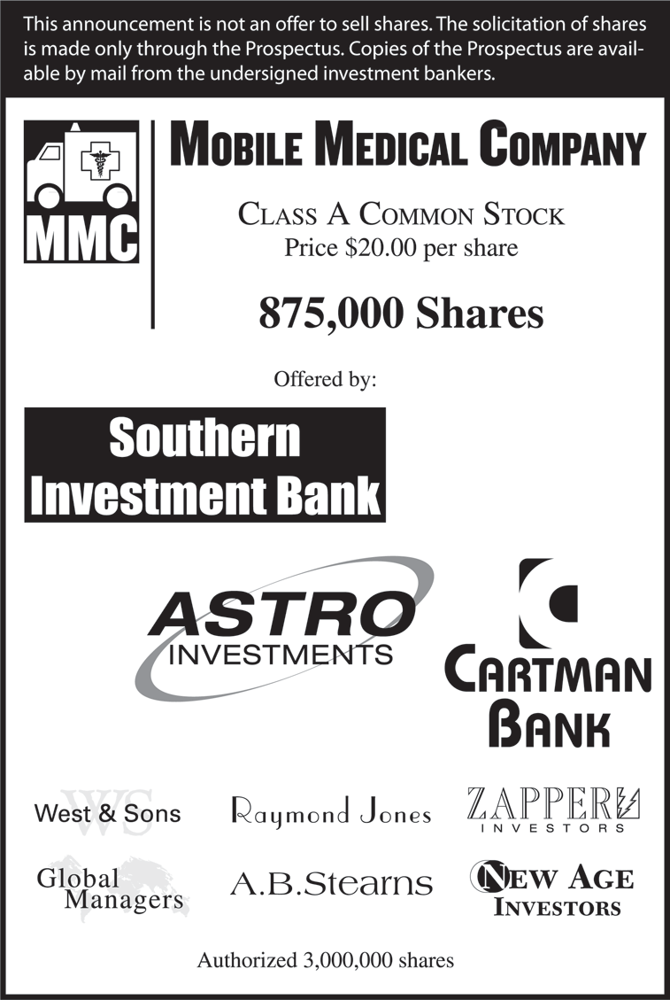 This announcement is not an offer to sell shares. The solicitation of shares
is made only through the Prospectus. Copies of the Prospectus are avail-
able by mail from the undersigned investment bankers.
MMC
MOBILE MEDICAL COMPANY
CLASS A COMMON STOCK
Price $20.00 per share
875,000 Shares
Offered by:
Southern
Investment Bank
ASTRO
INVESTMENTS
CARTMAN
BANK
WS
West & Sons
Raymond Jones
ZAPPER
INVESTORS
Global
Managers
A.B.Stearns
NEW AGE
INVESTORS
Authorized 3,000,000 shares